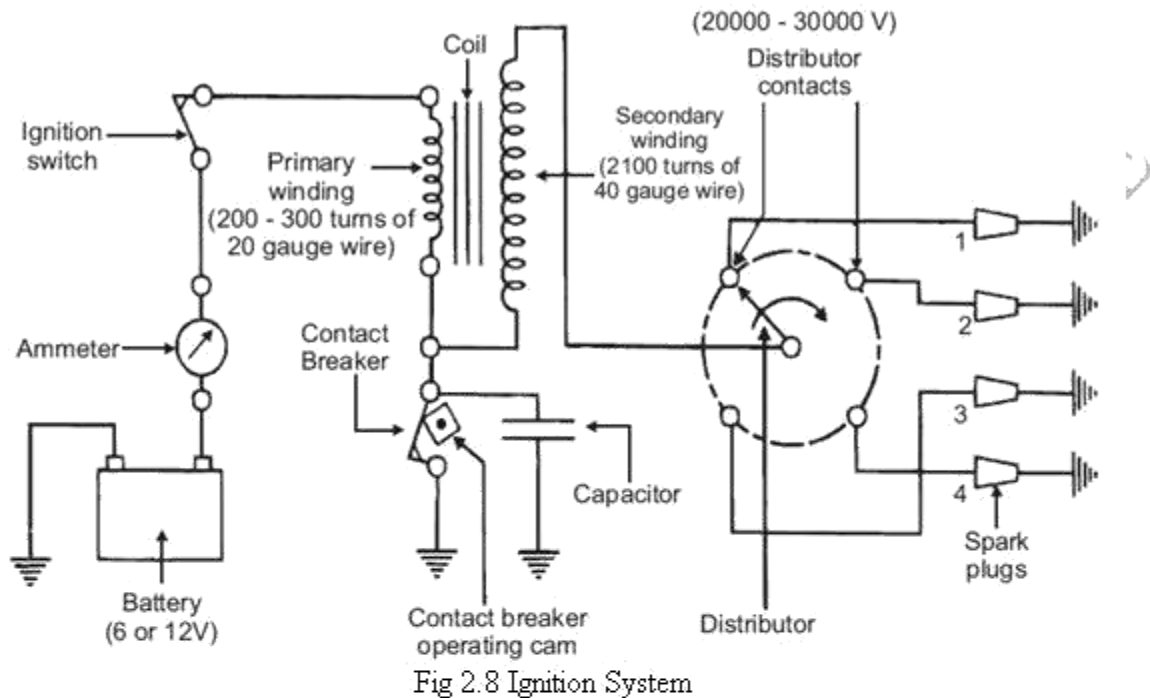 (20000 - 30000 V)
Distributor
contacts
Coil
Ignition
switch
Primary
winding
(200 - 300 turns of
20 gauge wire)
Secondary
winding
(2100 turns of
40 gauge wire)
1
2
3
4
Ammeter
Contact
Breaker
Capacitor
Spark
plugs
Battery
(6 or 12V)
Contact breaker
operating cam
Distributor
Fig 2.8 Ignition System